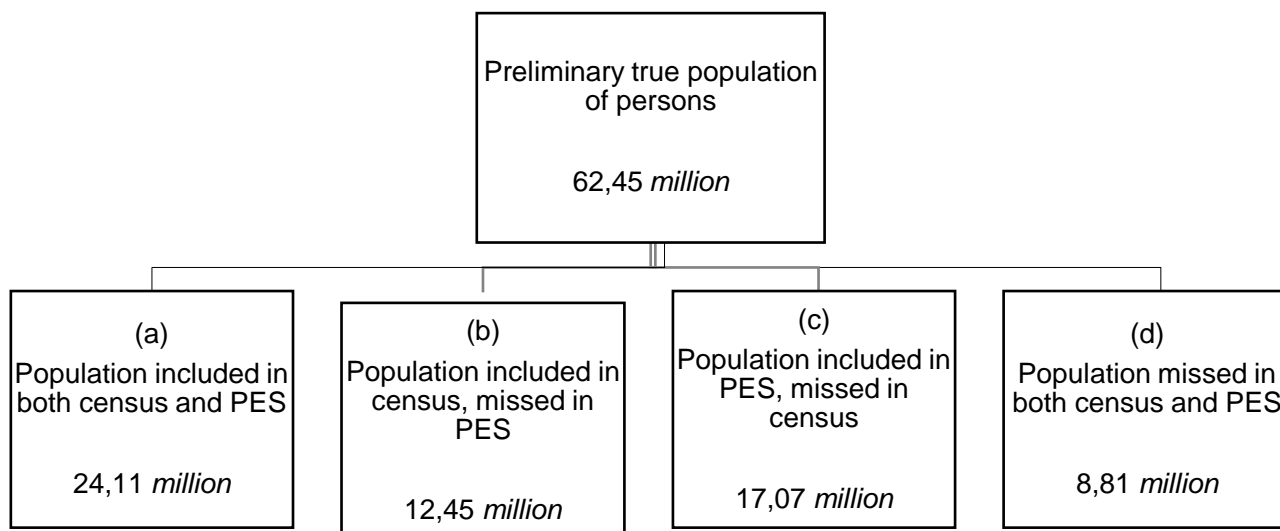 Preliminary true population
of persons
62,45 million
(a)
Population included in
both census and PES
24,11 million
(b)
Population included in
census, missed in
PES
12,45 million
(c)
Population included in
PES, missed in
census
17,07 million
(d)
Population missed in
both census and PES
8,81 million